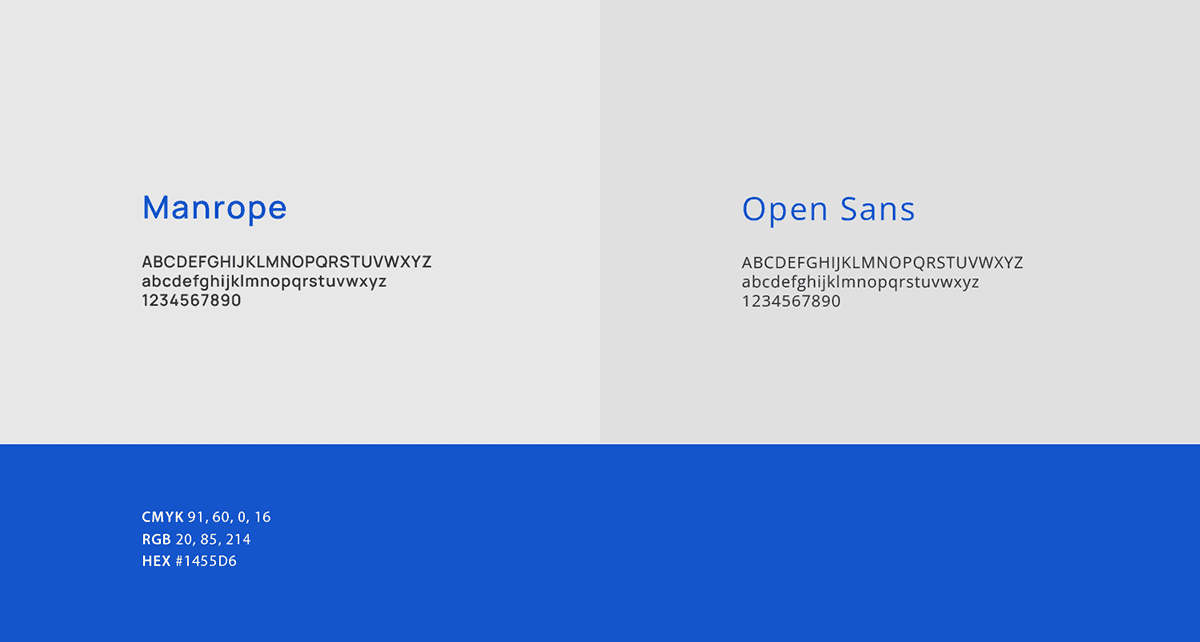 Manrope
ABCDEFGHIJKLMNOPQRSTUVWXYZ
abcdefghijklmnopqrstuvwxyz
1234567890
Open Sans
ABCDEFGHIJKLMNOPQRSTUVWXYZ
abcdefghijklmnopqrstuvwxyz
1234567890
CMYK 91, 60, 0, 16
RGB 20, 85, 214
HEX #1455D6